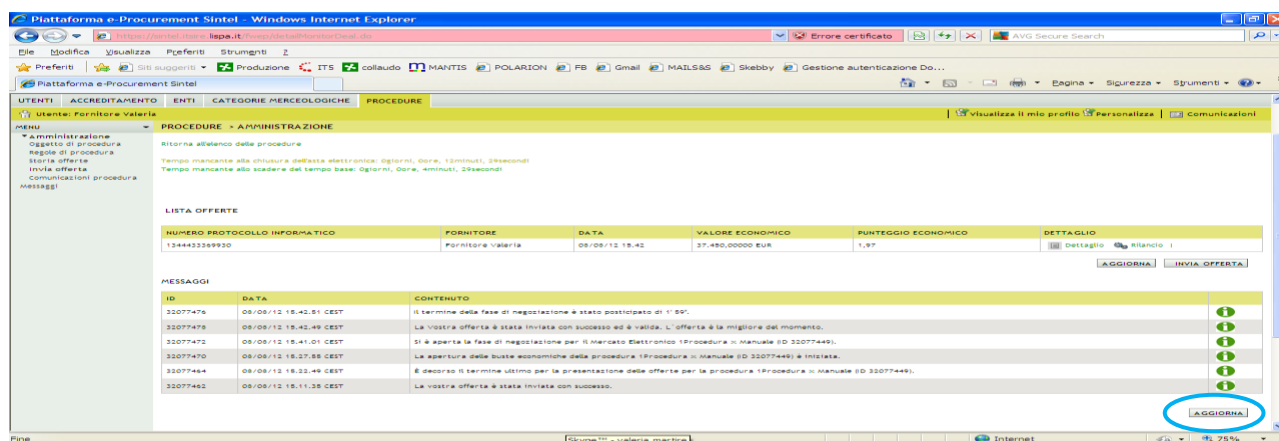 Piattaforma e-Procurement Sintel - Windows Internet Explorer
lispa.it/ Errore certificato AVG Secure Search
File Modifica Visualizza Preferiti Strumenti ?
Preferiti Siti suggeriti Produzione ITS collaudo MANTIS POLARION FB Gmail MAILS&S Skebby Gestione autenticazione Do...
Piattaforma e-Procurement Sintel Pagina Sicurezza Strumenti
UTENTI ACCREDITAMENTO ENTI CATEGORIE MERCEOLOGICHE PROCEDURE
Utente: Fornitore Valeria Visualizza il mio profilo Personalizza Comunicazioni
MENU PROCEDURE > AMMINISTRAZIONE
Amministrazione
Oggetto di procedura
Regole di procedura
Storia offerte
Invia offerta
Comunicazioni procedura
Messaggi
Ritorna all'elenco delle procedure
Tempo mancante alla chiusura dell'asta elettronica: 0giorni, 0ore, 12minuti, 29secondi
Tempo mancante allo scadere del tempo base: 0giorni, 0ore, 4minuti, 29secondi
LISTA OFFERTE
NUMERO PROTOCOLLO INFORMATICO FORNITORE DATA VALORE ECONOMICO PUNTEGGIO ECONOMICO DETTAGLIO
1344433369930 Fornitore Valeria 08/08/12 15.42 37.450,00000 EUR 1,97 Dettaglio Rilancio |
AGGIORNA INVIA OFFERTA
MESSAGGI
ID DATA CONTENUTO
32077476 08/08/12 15.42.51 CEST Il termine della fase di negoziazione è stato posticipato di 1' 59".
32077475 08/08/12 15.42.49 CEST La vostra offerta è stata inviata con successo ed è valida. L'offerta è la migliore del momento.
32077472 08/08/12 15.41.01 CEST Si è aperta la fase di negoziazione per il Mercato Elettronico 1Procedura x Manuale (ID 32077449).
32077470 08/08/12 15.27.55 CEST La apertura delle buste economiche della procedura 1Procedura x Manuale (ID 32077449) è iniziata.
32077464 08/08/12 15.22.49 CEST È decorso il termine ultimo per la presentazione delle offerte per la procedura 1Procedura x Manuale (ID 32077449).
32077462 08/08/12 15.11.35 CEST La vostra offerta è stata inviata con successo.
AGGIORNA
Fine Skype™ - valeria martire Internet 75%